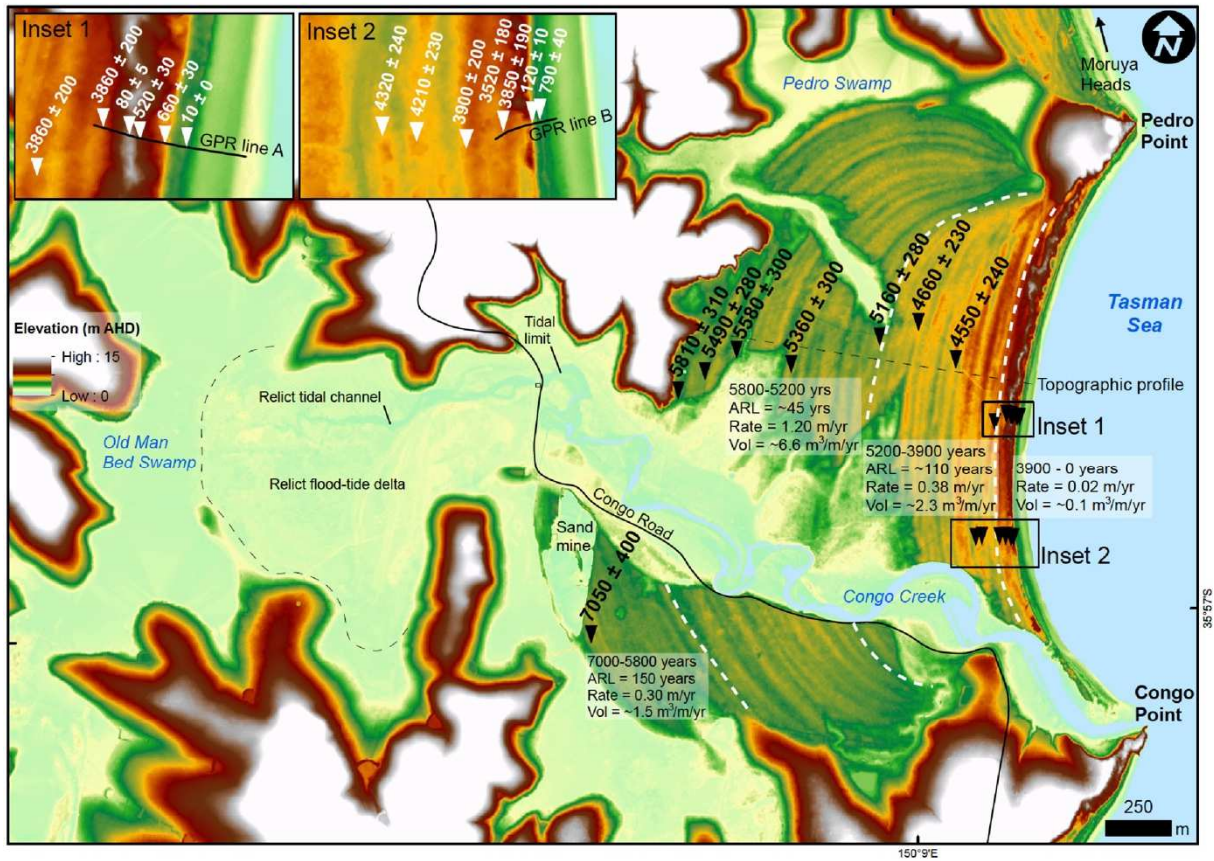 Inset 1
3860 ± 200
3860 ± 200
80 ± 5
520 ± 30
660 ± 30
10 ± 0
GPR line A
Inset 2
4320 ± 240
4210 ± 230
3900 ± 200
3520 ± 180
3850 ± 190
120 ± 10
790 ± 40
GPR line B
N
Moruya
Heads
Pedro Swamp
Pedro
Point
Tasman
Sea
5810 ± 310
5490 ± 280
5580 ± 300
5360 ± 300
5160 ± 280
4660 ± 230
4550 ± 240
Topographic profile
Elevation (m AHD)
High : 15
Low : 0
Tidal
limit
Relict tidal channel
Old Man
Bed Swamp
Relict flood-tide delta
5800-5200 yrs
ARL = ~45 yrs
Rate = 1.20 m/yr
Vol = ~6.6 m³/m/yr
Inset 1
5200-3900 years
ARL = ~110 years
Rate = 0.38 m/yr
Vol = ~2.3 m³/m/yr
3900 - 0 years
Rate = 0.02 m/yr
Vol = ~0.1 m³/m/yr
Congo Road
Sand
mine
Inset 2
7050 ± 400
Congo Creek
35°57'S
7000-5800 years
ARL = 150 years
Rate = 0.30 m/yr
Vol = ~1.5 m³/m/yr
Congo
Point
250
m
150°9'E